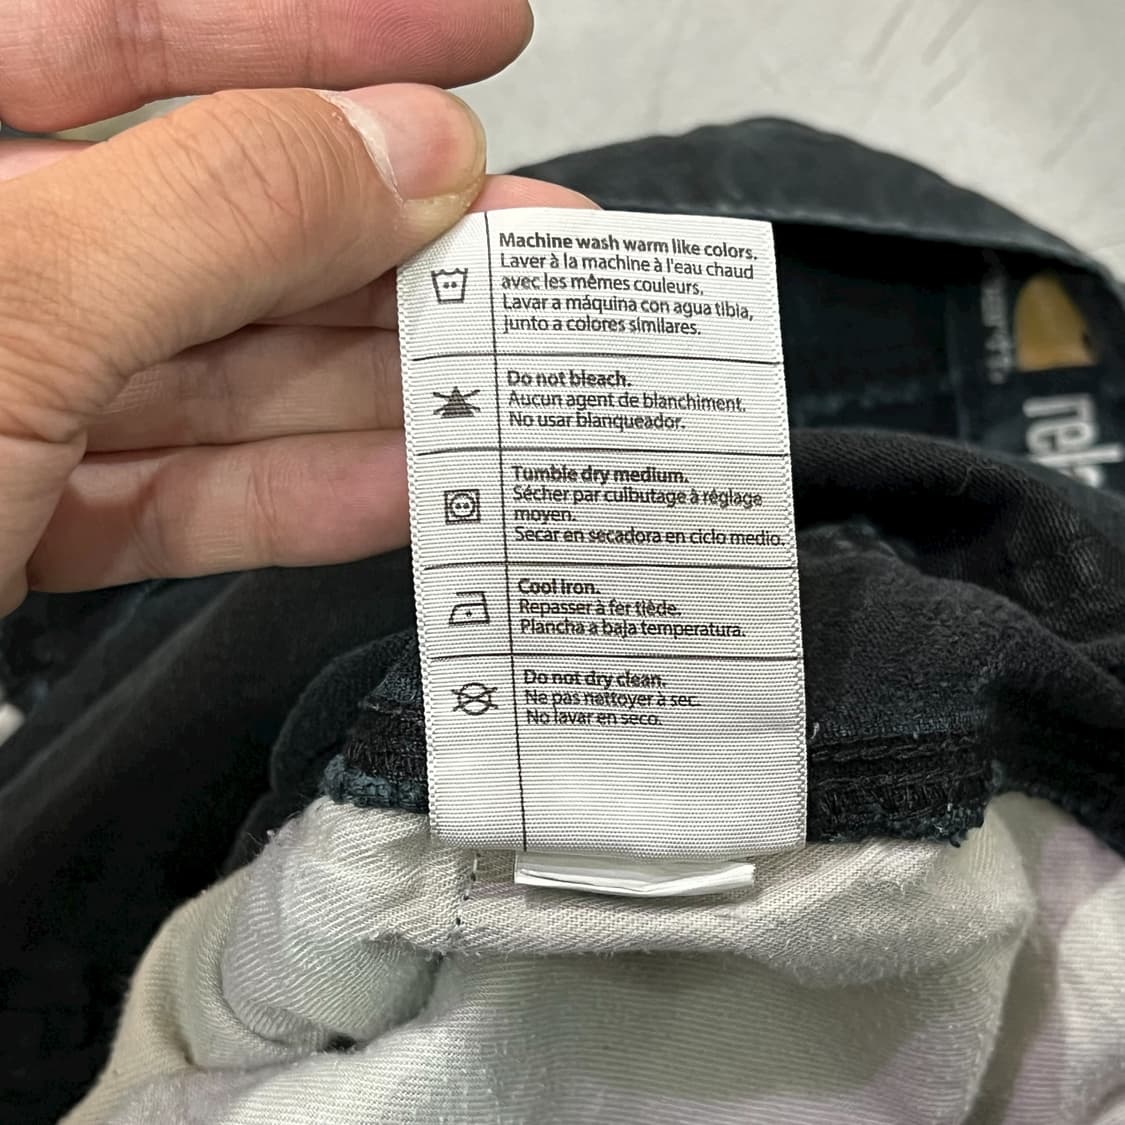 Machine wash warm like colors.
Laver à la machine à l'eau chaud
avec les mêmes couleurs,
Lavar a máquina con agua tibia,
junto a colores similares.
Do not bleach.
Aucun agent de blanchiment.
No usar blanqueador.
Tumble dry medium.
Sécher par culbutage à réglage
moyen.
Secar en secadora en ciclo medio.
Cool iron.
Repasser à fer tiède.
Plancha a baja temperatura.
Do not dry clean.
Ne pas nettoyer à sec.
No lavar en seco.